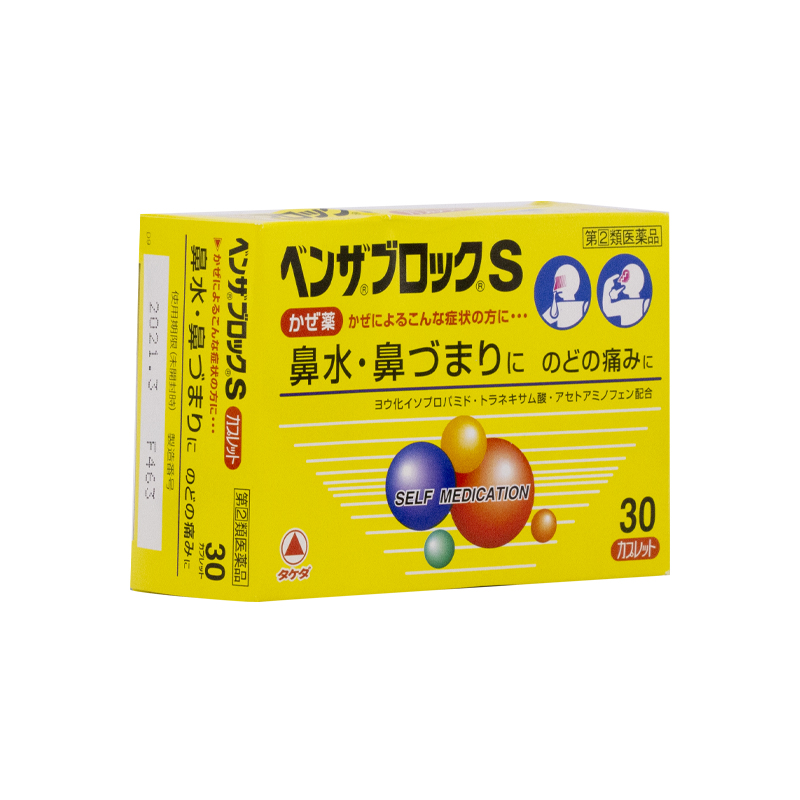 ベンザ®ブロック®S
指②類医薬品
かぜ薬 かぜによるこんな症状の方に・・・
鼻水・鼻づまりに のどの痛みに
ヨウ化イソプロパミド・トラネキサム酸・アセトアミノフェン配合
SELF MEDICATION
30
カプレット
タケダ
ベンザ®ブロック®S カプレット
▶かぜによるこんな症状の方に・・・
鼻水・鼻づまりに のどの痛みに
指②類医薬品
30
カプレット
使用期限(未開封時) 製造番号
2021.3 F463